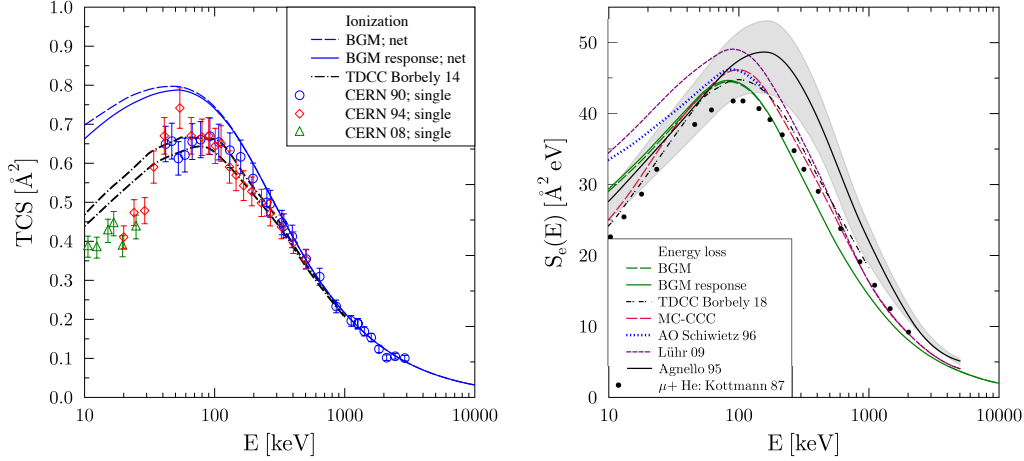 1.0
0.9
0.8
0.7
0.6
0.5
0.4
0.3
0.2
0.1
0.0
TCS [Å²]
10
100
1000
10000
E [keV]
Ionization
BGM; net
BGM response; net
TDCC Borbely 14
CERN 90; single
CERN 94; single
CERN 08; single
50
40
30
20
10
0
Sₑ(E) [Å² eV]
10
100
1000
10000
E [keV]
Energy loss
BGM
BGM response
TDCC Borbely 18
MC-CCC
AO Schiwietz 96
Lühr 09
Agnello 95
μ+ He: Kottmann 87